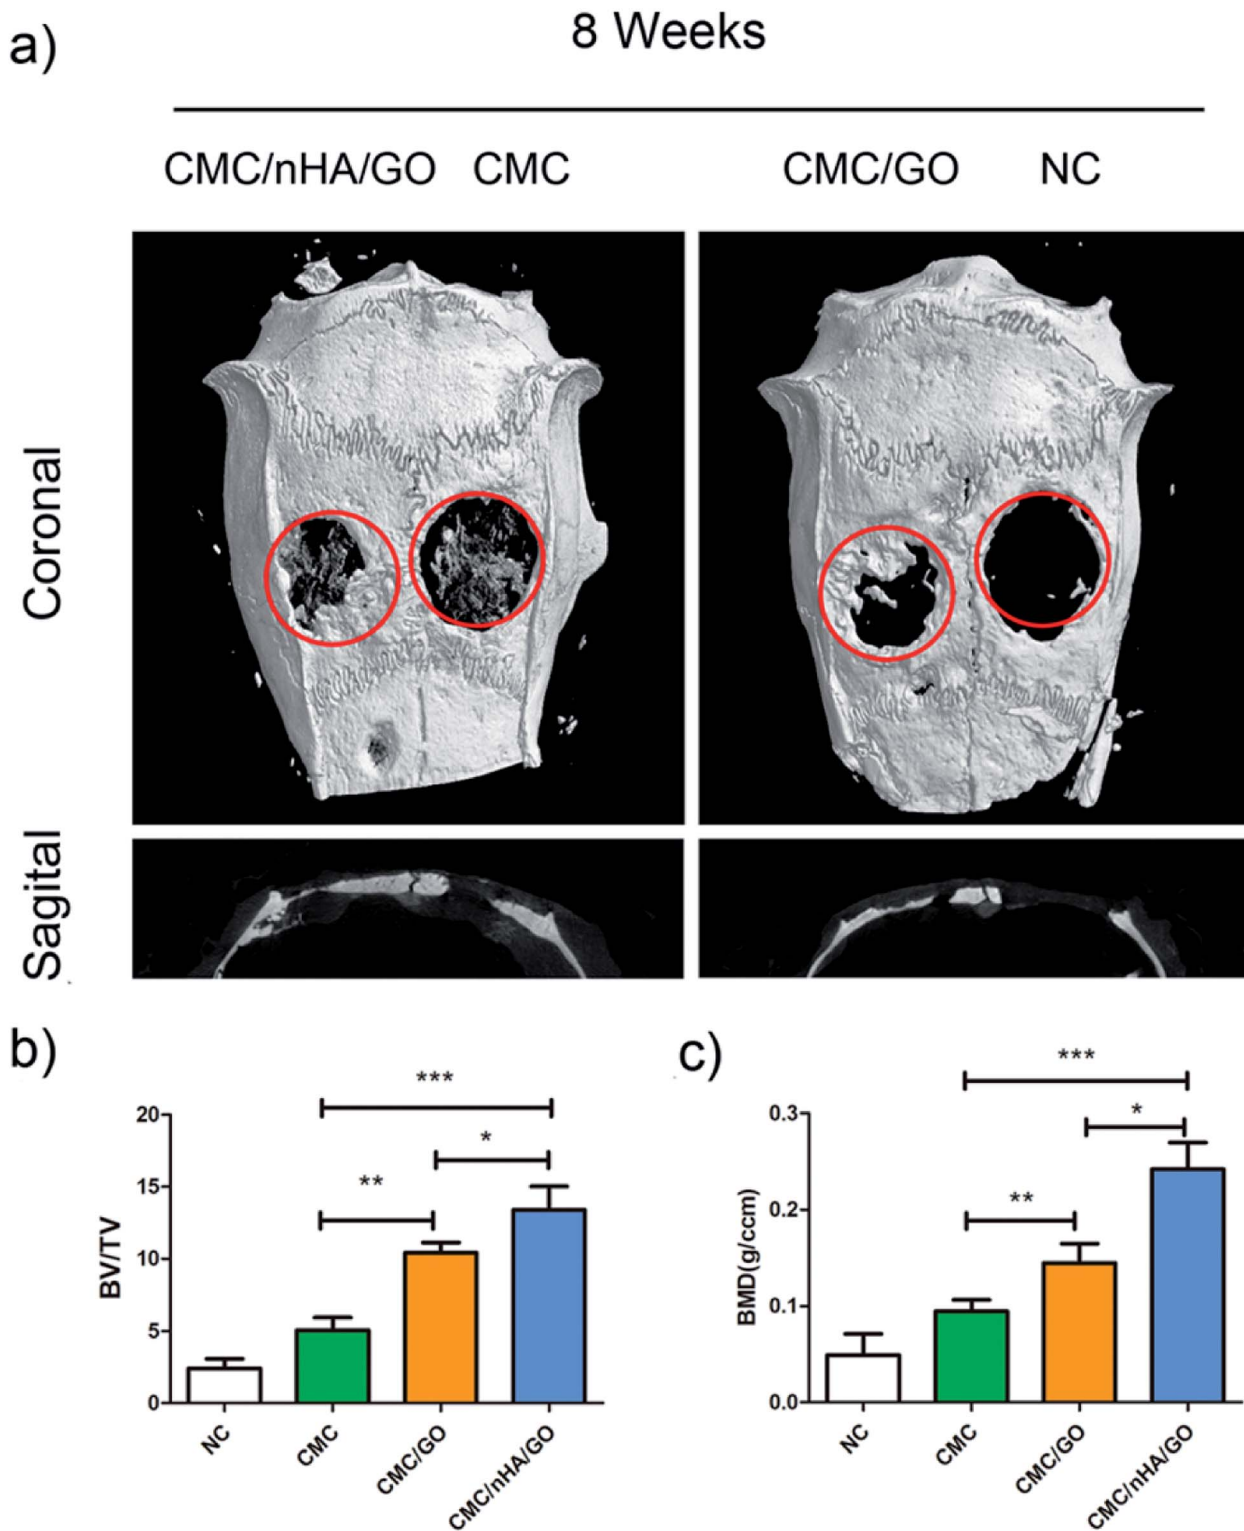 a)
8 Weeks
CMC/nHA/GO CMC
CMC/GO NC
Coronal
Sagital
b)
***
*
**
20
15
10
5
0
BV/TV
NC
CMC
CMC/GO
CMC/nHA/GO
c)
***
*
**
0.3
0.2
0.1
0.0
BMD(g/ccm)
NC
CMC
CMC/GO
CMC/nHA/GO